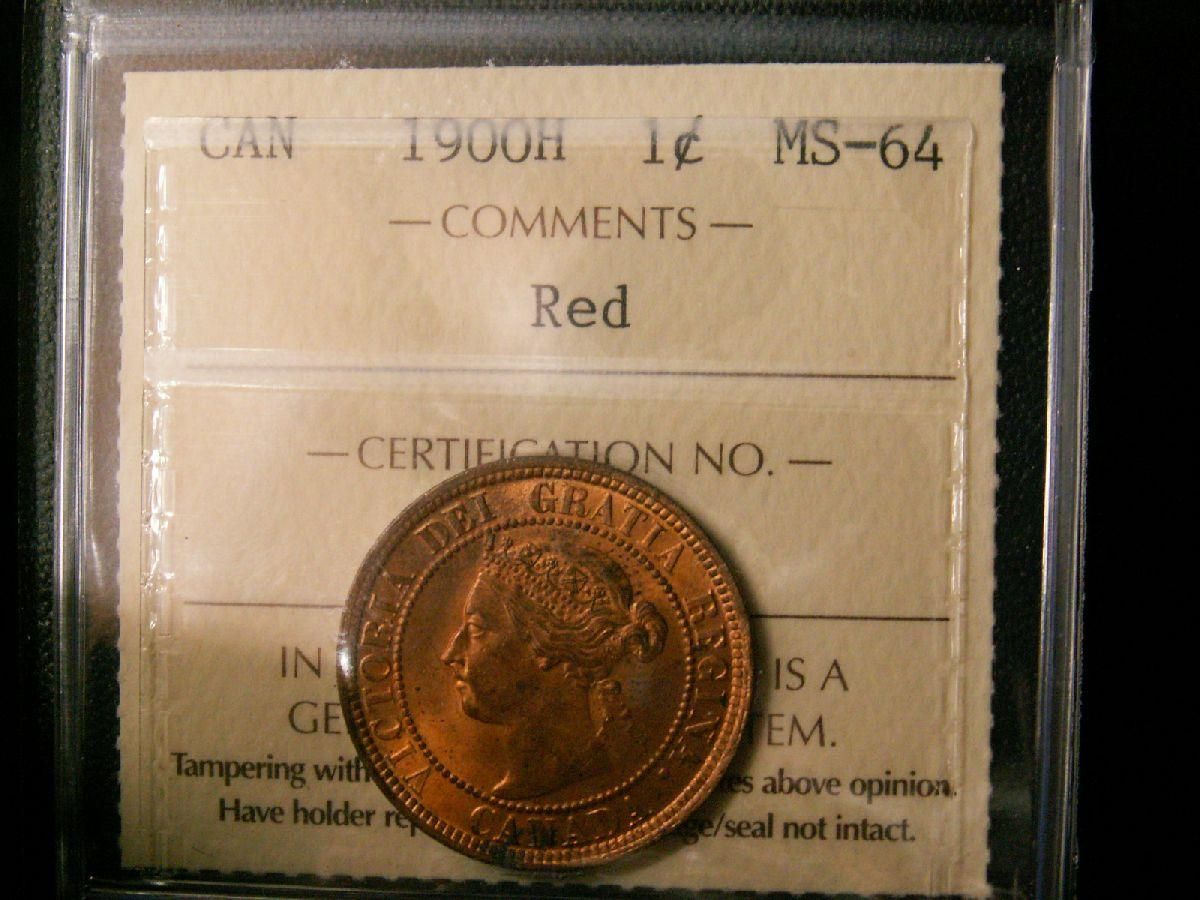 CAN 1900H 1¢ MS-64
— COMMENTS —
Red
— CERTIFICATION NO. —
VICTORIA DEI GRATIA REGINA.
CANADA
IN IS A
GE TEM.
Tampering with es above opinion.
Have holder rep ge/seal not intact.